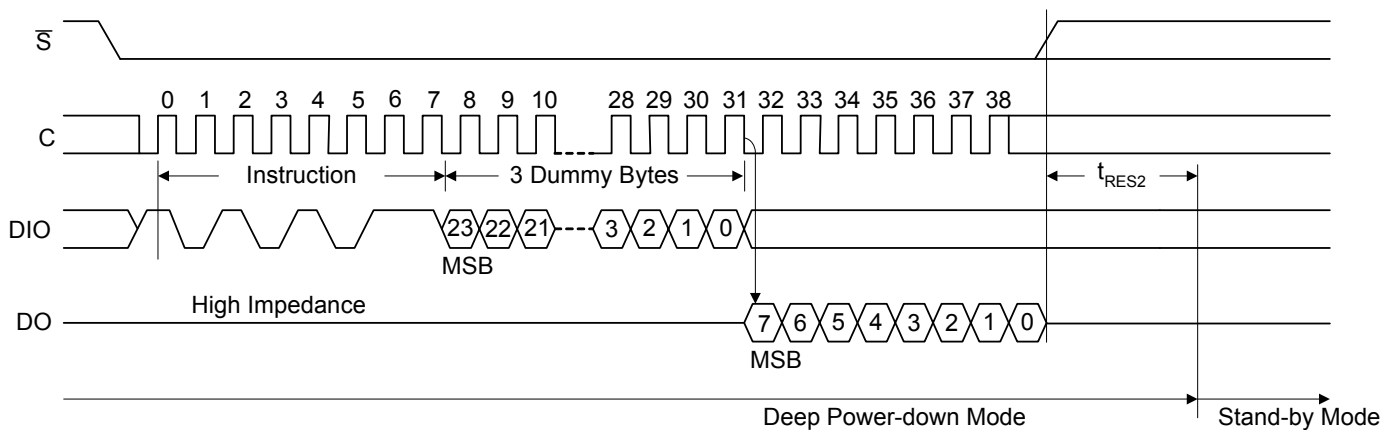 S
0 1 2 3 4 5 6 7 8 9 10 28 29 30 31 32 33 34 35 36 37 38
C
Instruction 3 Dummy Bytes tRES2
DIO 23 22 21 3 2 1 0
MSB
High Impedance
DO 7 6 5 4 3 2 1 0
MSB
Deep Power-down Mode Stand-by Mode